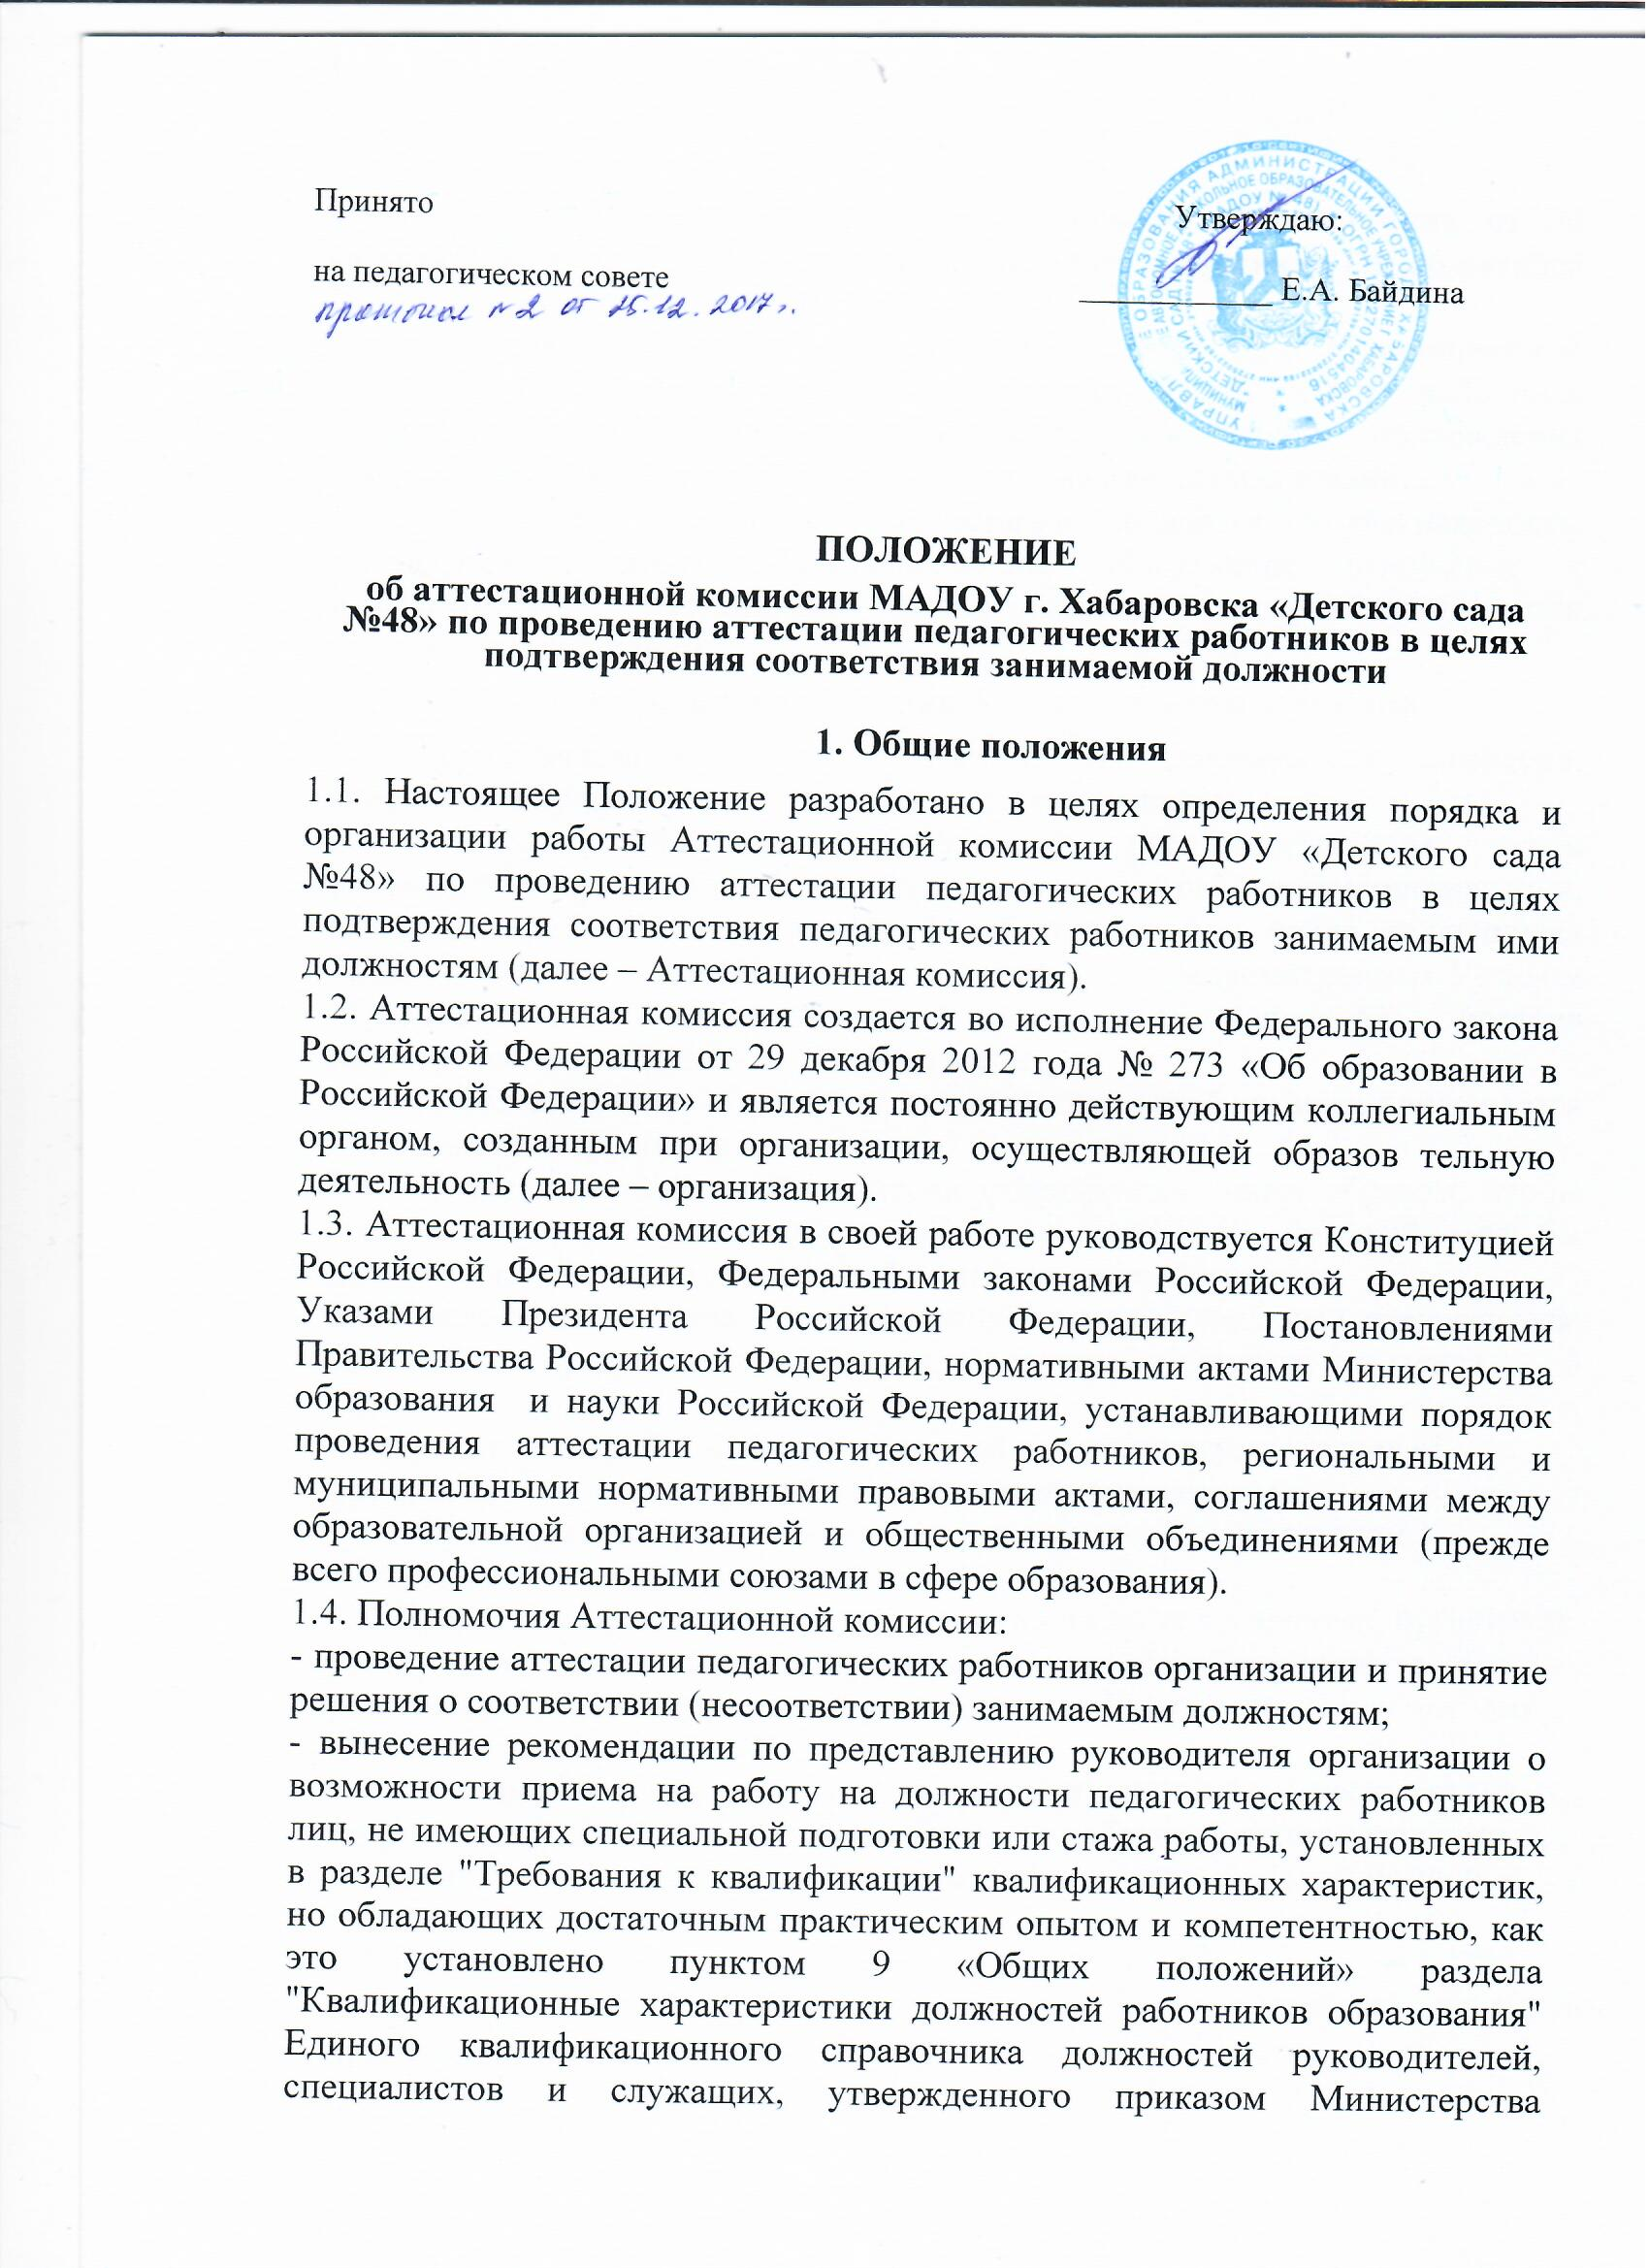 Принято
Утверждаю:
на педагогическом совете
протокол №2 от 25.12.2017г.
____________ Е.А. Байдина
ПОЛОЖЕНИЕ
об аттестационной комиссии МАДОУ г. Хабаровска «Детского сада
№48» по проведению аттестации педагогических работников в целях
подтверждения соответствия занимаемой должности
1. Общие положения
1.1. Настоящее Положение разработано в целях определения порядка и
организации работы Аттестационной комиссии МАДОУ «Детского сада
№48» по проведению аттестации педагогических работников в целях
подтверждения соответствия педагогических работников занимаемым ими
должностям (далее – Аттестационная комиссия).
1.2. Аттестационная комиссия создается во исполнение Федерального закона
Российской Федерации от 29 декабря 2012 года № 273 «Об образовании в
Российской Федерации» и является постоянно действующим коллегиальным
органом, созданным при организации, осуществляющей образов тельную
деятельность (далее – организация).
1.3. Аттестационная комиссия в своей работе руководствуется Конституцией
Российской Федерации, Федеральными законами Российской Федерации,
Указами Президента Российской Федерации, Постановлениями
Правительства Российской Федерации, нормативными актами Министерства
образования и науки Российской Федерации, устанавливающими порядок
проведения аттестации педагогических работников, региональными и
муниципальными нормативными правовыми актами, соглашениями между
образовательной организацией и общественными объединениями (прежде
всего профессиональными союзами в сфере образования).
1.4. Полномочия Аттестационной комиссии:
- проведение аттестации педагогических работников организации и принятие
решения о соответствии (несоответствии) занимаемым должностям;
- вынесение рекомендации по представлению руководителя организации о
возможности приема на работу на должности педагогических работников
лиц, не имеющих специальной подготовки или стажа работы, установленных
в разделе "Требования к квалификации" квалификационных характеристик,
но обладающих достаточным практическим опытом и компетентностью, как
это установлено пунктом 9 «Общих положений» раздела
"Квалификационные характеристики должностей работников образования"
Единого квалификационного справочника должностей руководителей,
специалистов и служащих, утвержденного приказом Министерства